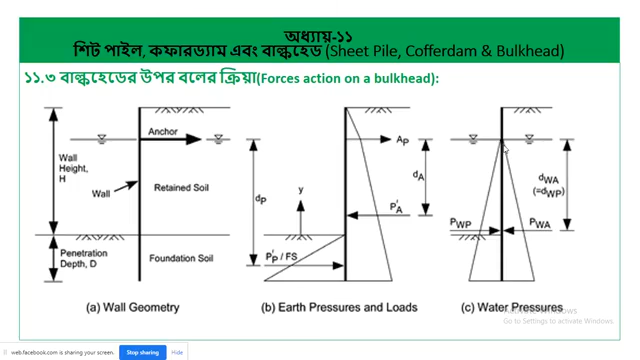 অধ্যায়-১১
শিট পাইল, কফারড্যাম এবং বাল্কহেড (Sheet Pile, Cofferdam & Bulkhead)
১১.৩ বাল্কহেডের উপর বলের ক্রিয়া(Forces action on a bulkhead):
Wall Height, H
Anchor
Wall
Retained Soil
Penetration Depth, D
Foundation Soil
(a) Wall Geometry
dP
y
AP
dA
P'A
P'P / FS
(b) Earth Pressures and Loads
dWA
(=dWP)
PWP
PWA
(c) Water Pressures
Activate Windows
Go to Settings to activate Windows.
web.facebook.com is sharing your screen.
Stop sharing
Hide